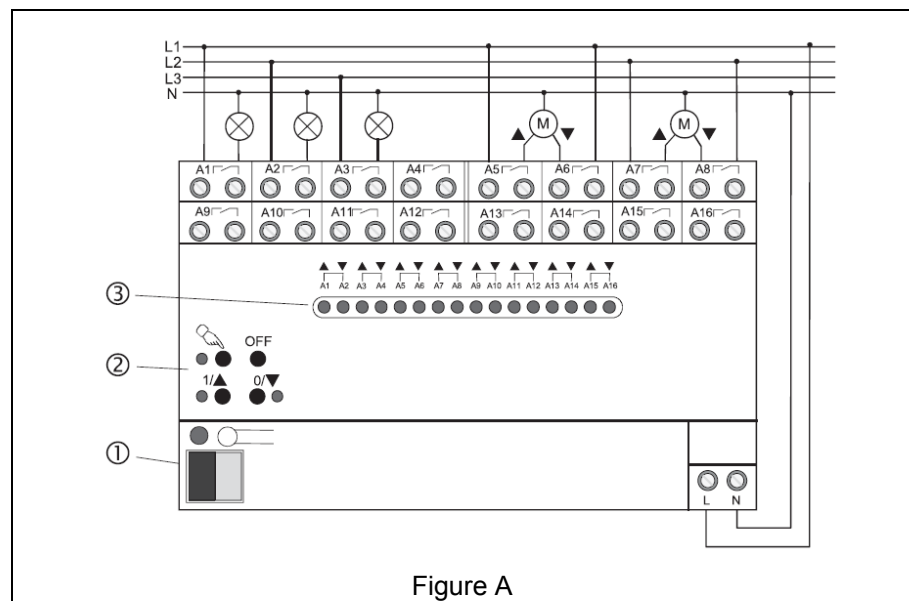 L1
L2
L3
N
M M
A1 A2 A3 A4 A5 A6 A7 A8
A9 A10 A11 A12 A13 A14 A15 A16
A1 A2 A3 A4 A5 A6 A7 A8 A9 A10 A11 A12 A13 A14 A15 A16
③
OFF
②
1/▲ 0/▼
①
L N
Figure A